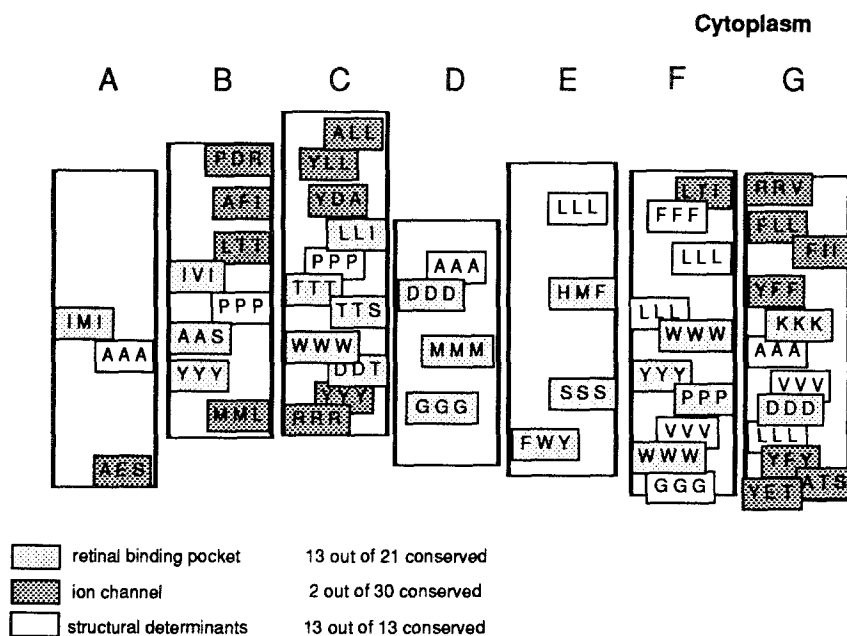 Cytoplasm
A B C D E F G
IMI
AAA
AES
PDR
AFI
LTT
IVI
PPP
AAS
YYY
MML
ALL
YLL
YDA
LLI
PPP
TTT
TTS
WWW
DDT
YYY
RRR
AAA
DDD
MMM
GGG
LLL
HMF
SSS
FWY
LTI
FFF
LLL
LLL
WWW
YYY
PPP
VVV
WWW
GGG
RRV
FII
YFF
KKK
AAA
VVV
DDD
LLL
YFY
ATS
YET
retinal binding pocket 13 out of 21 conserved
ion channel 2 out of 30 conserved
structural determinants 13 out of 13 conserved